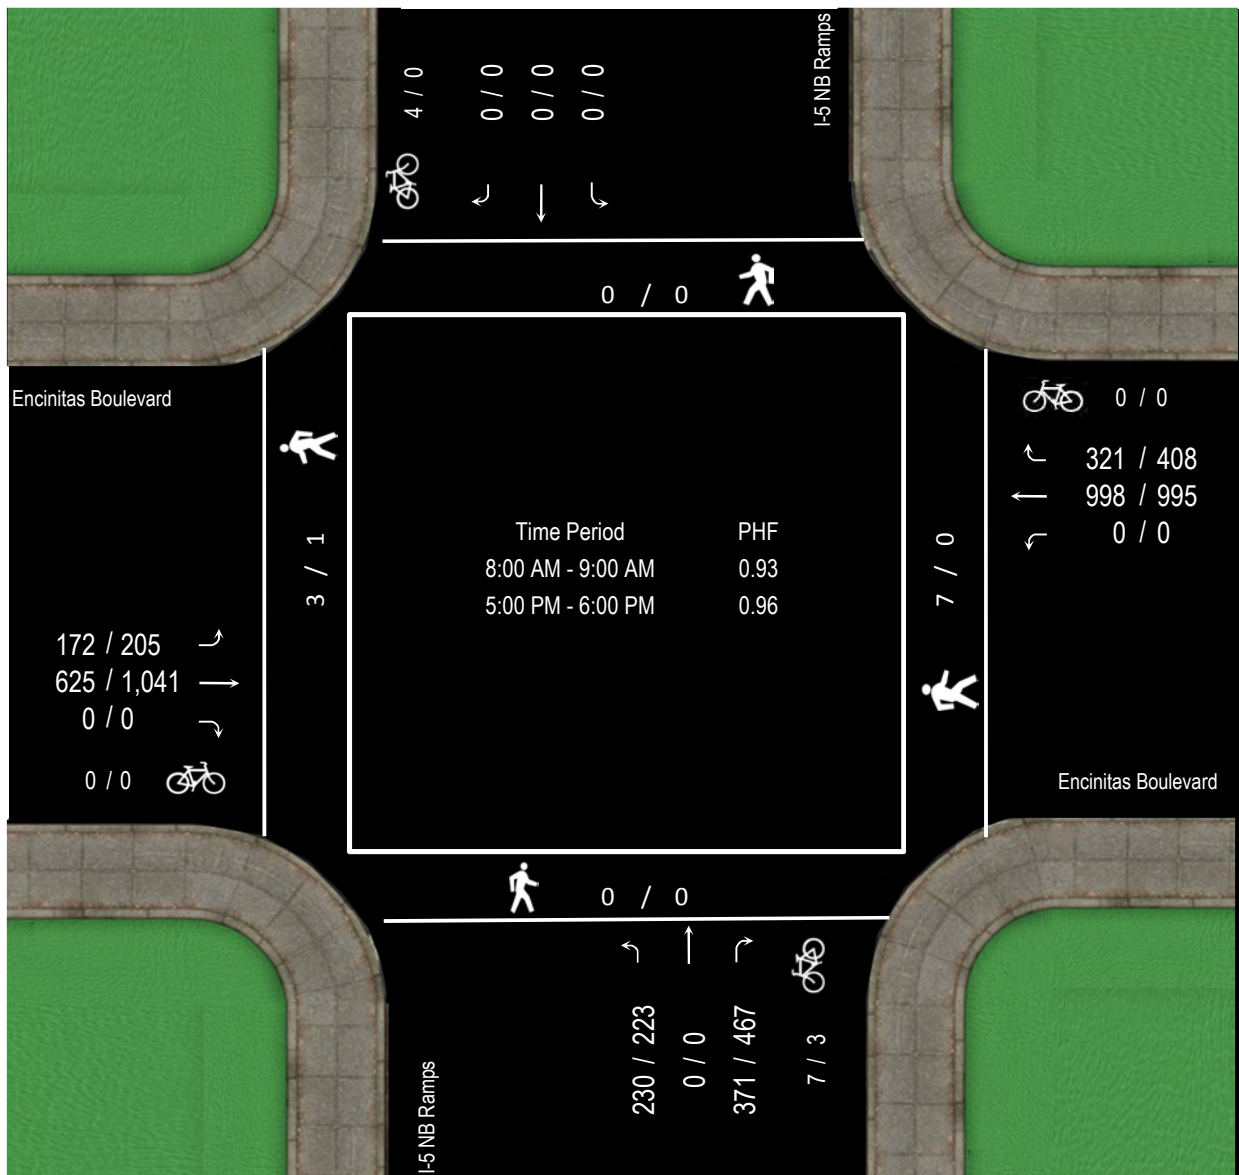 I-5 NB Ramps
4 / 0
0 / 0
0 / 0
0 / 0
0 / 0
Encinitas Boulevard
0 / 0
321 / 408
998 / 995
0 / 0
3 / 1
Time Period PHF
8:00 AM - 9:00 AM 0.93
5:00 PM - 6:00 PM 0.96
7 / 0
172 / 205
625 / 1,041
0 / 0
0 / 0
Encinitas Boulevard
0 / 0
230 / 223
0 / 0
371 / 467
7 / 3
I-5 NB Ramps